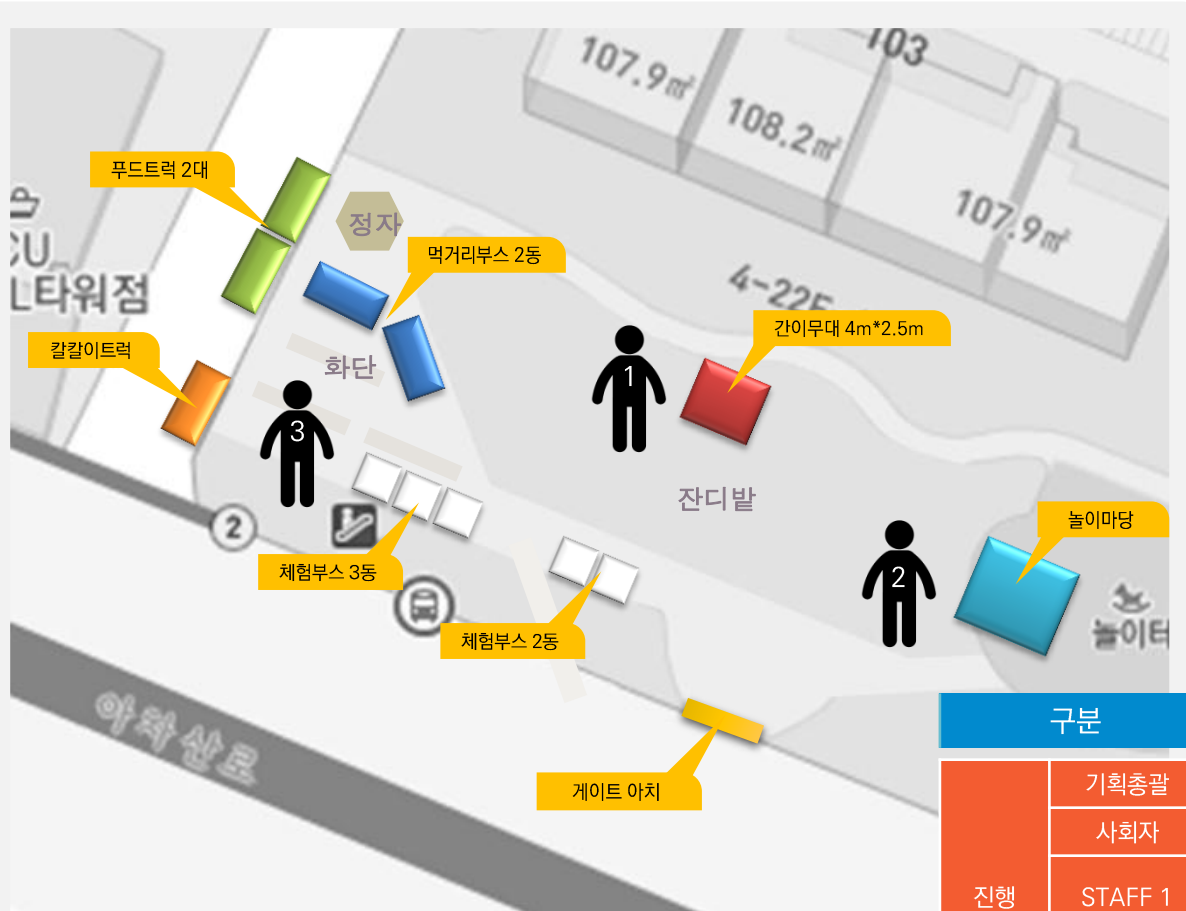 103
107.9㎡
108.2㎡
107.9㎡
푸드트럭 2대
정자
CU
L타워점
먹거리부스 2동
4-22F
간이무대 4m*2.5m
칼칼이트럭
화단
1
3
잔디밭
2
놀이마당
2
체험부스 3동
놀이터
체험부스 2동
아차산로
게이트 아치
구분
기획총괄
사회자
진행
STAFF 1